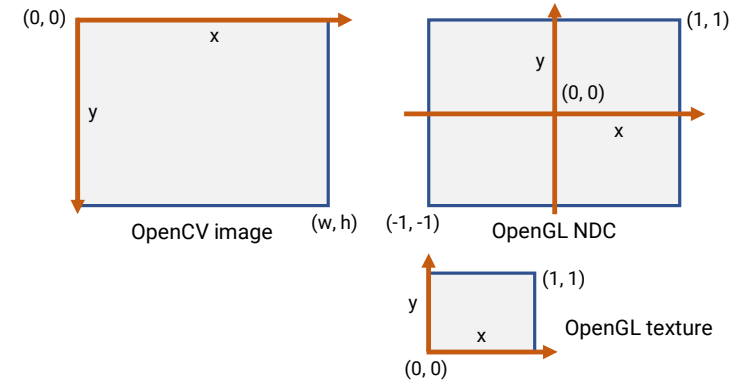 (0, 0)
x
y
OpenCV image
(w, h)
(1, 1)
y
(0, 0)
x
(-1, -1)
OpenGL NDC
(1, 1)
y
x
OpenGL texture
(0, 0)